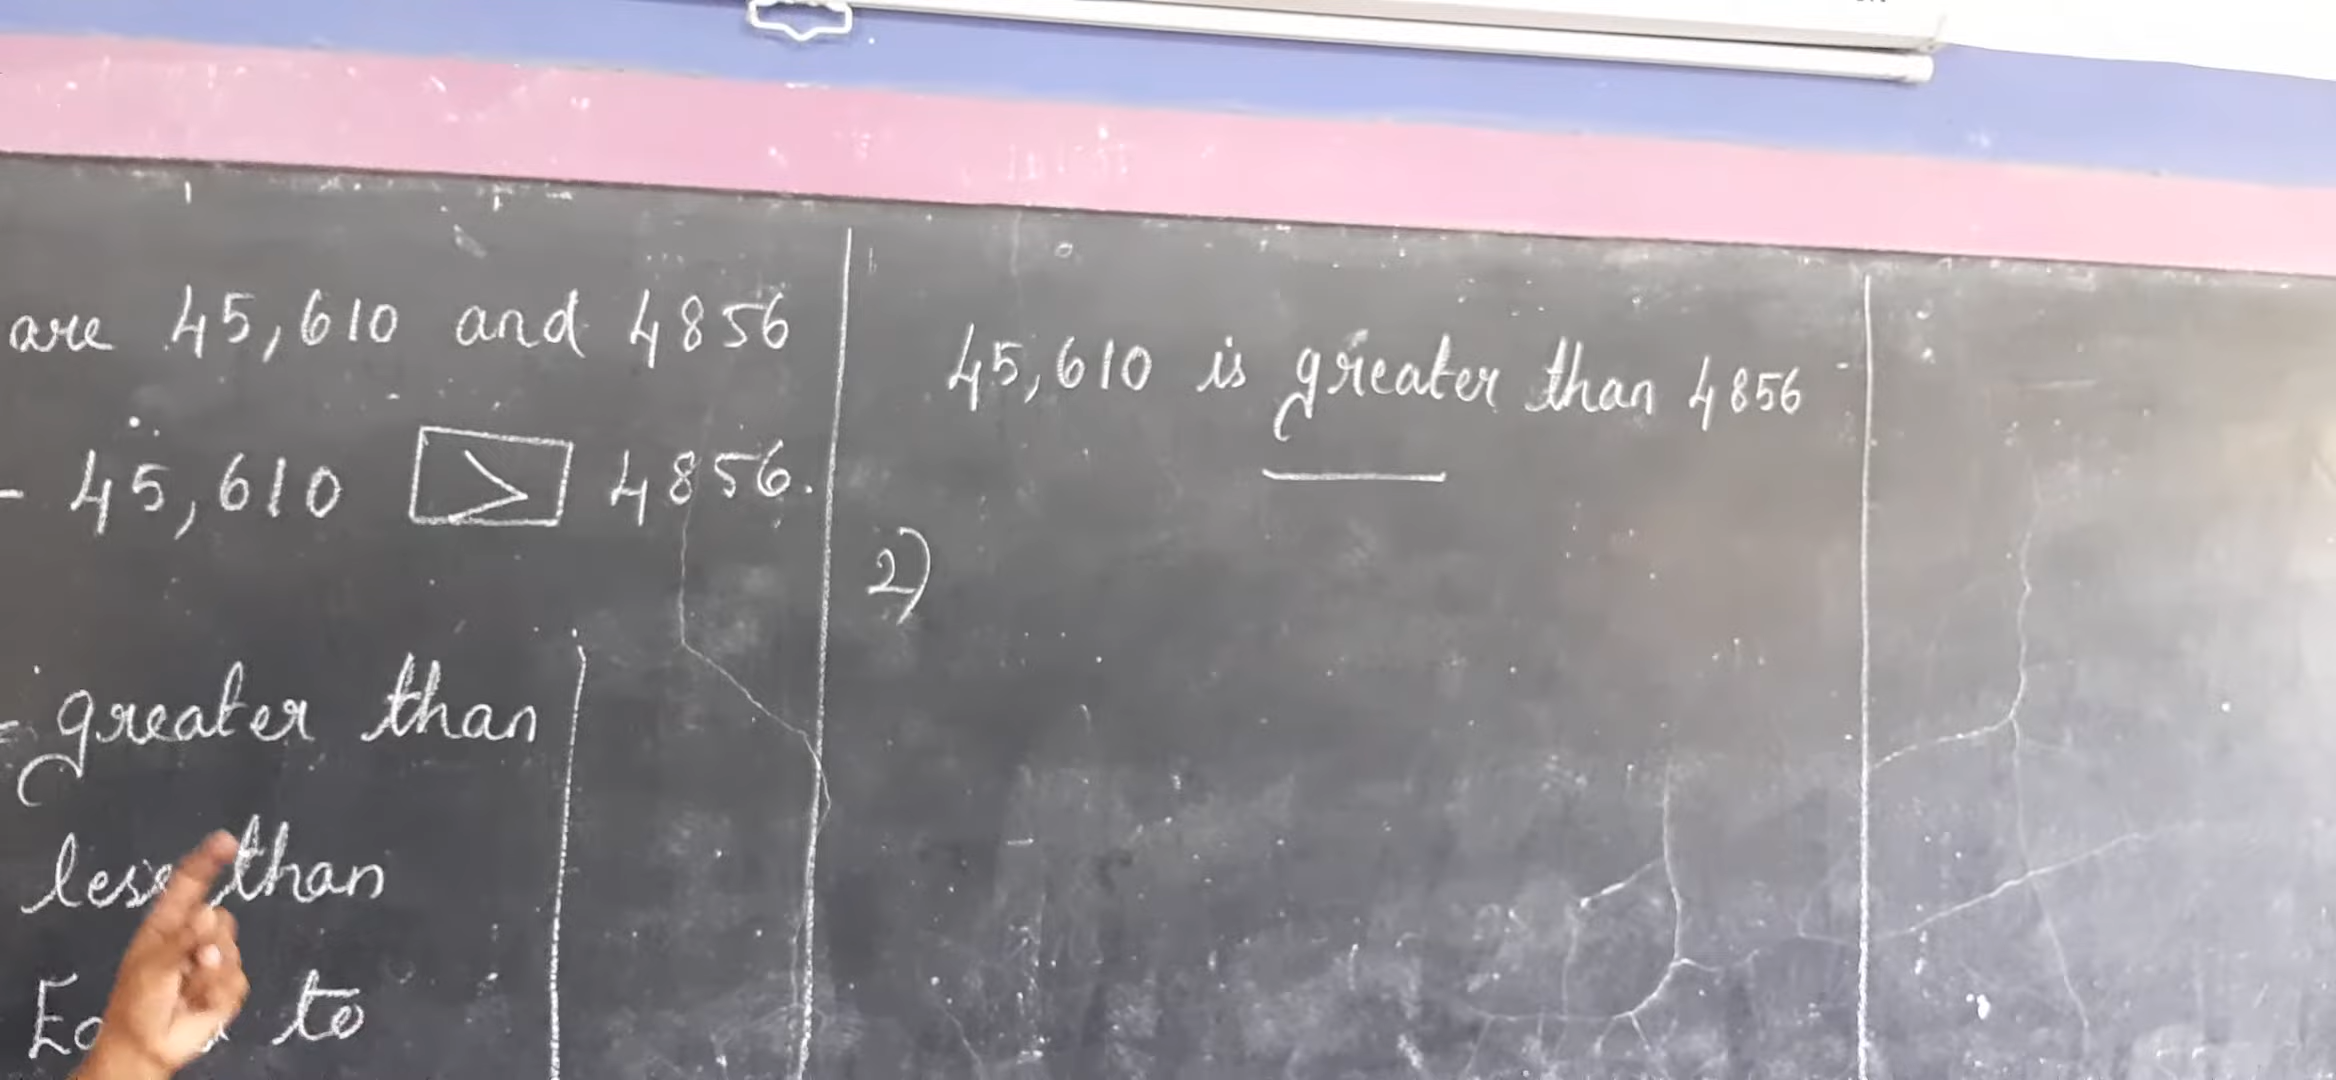 are 45,610 and 4856
- 45,610 > 4856.
= greater than
less than
to
45,610 is greater than 4856
2)